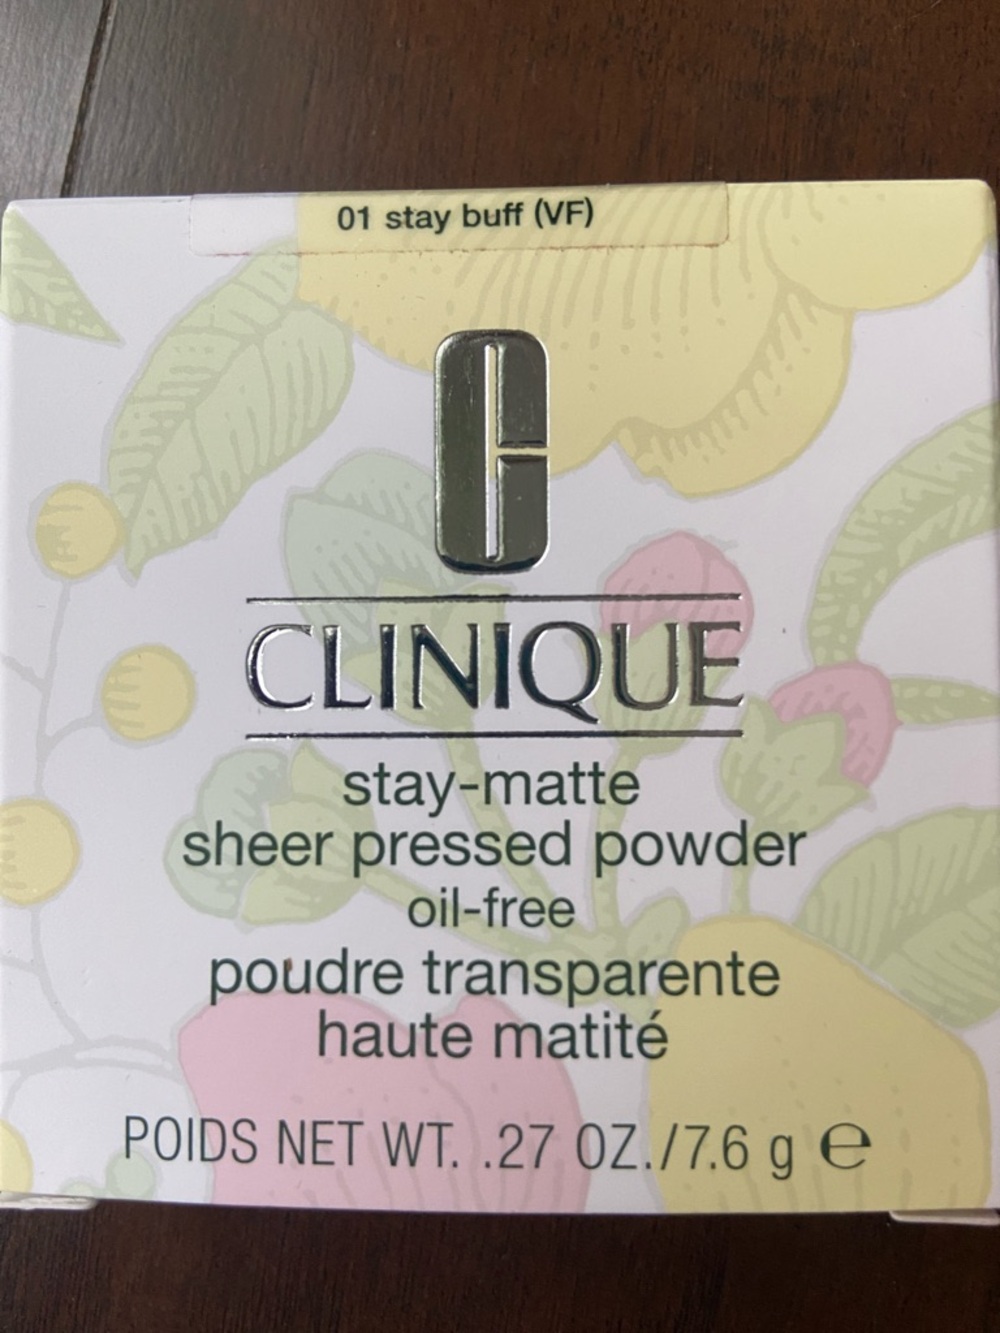 01 stay buff (VF)
CLINIQUE
stay-matte
sheer pressed powder
oil-free
poudre transparente
haute matité
POIDS NET WT. .27 OZ./7.6 g ℮